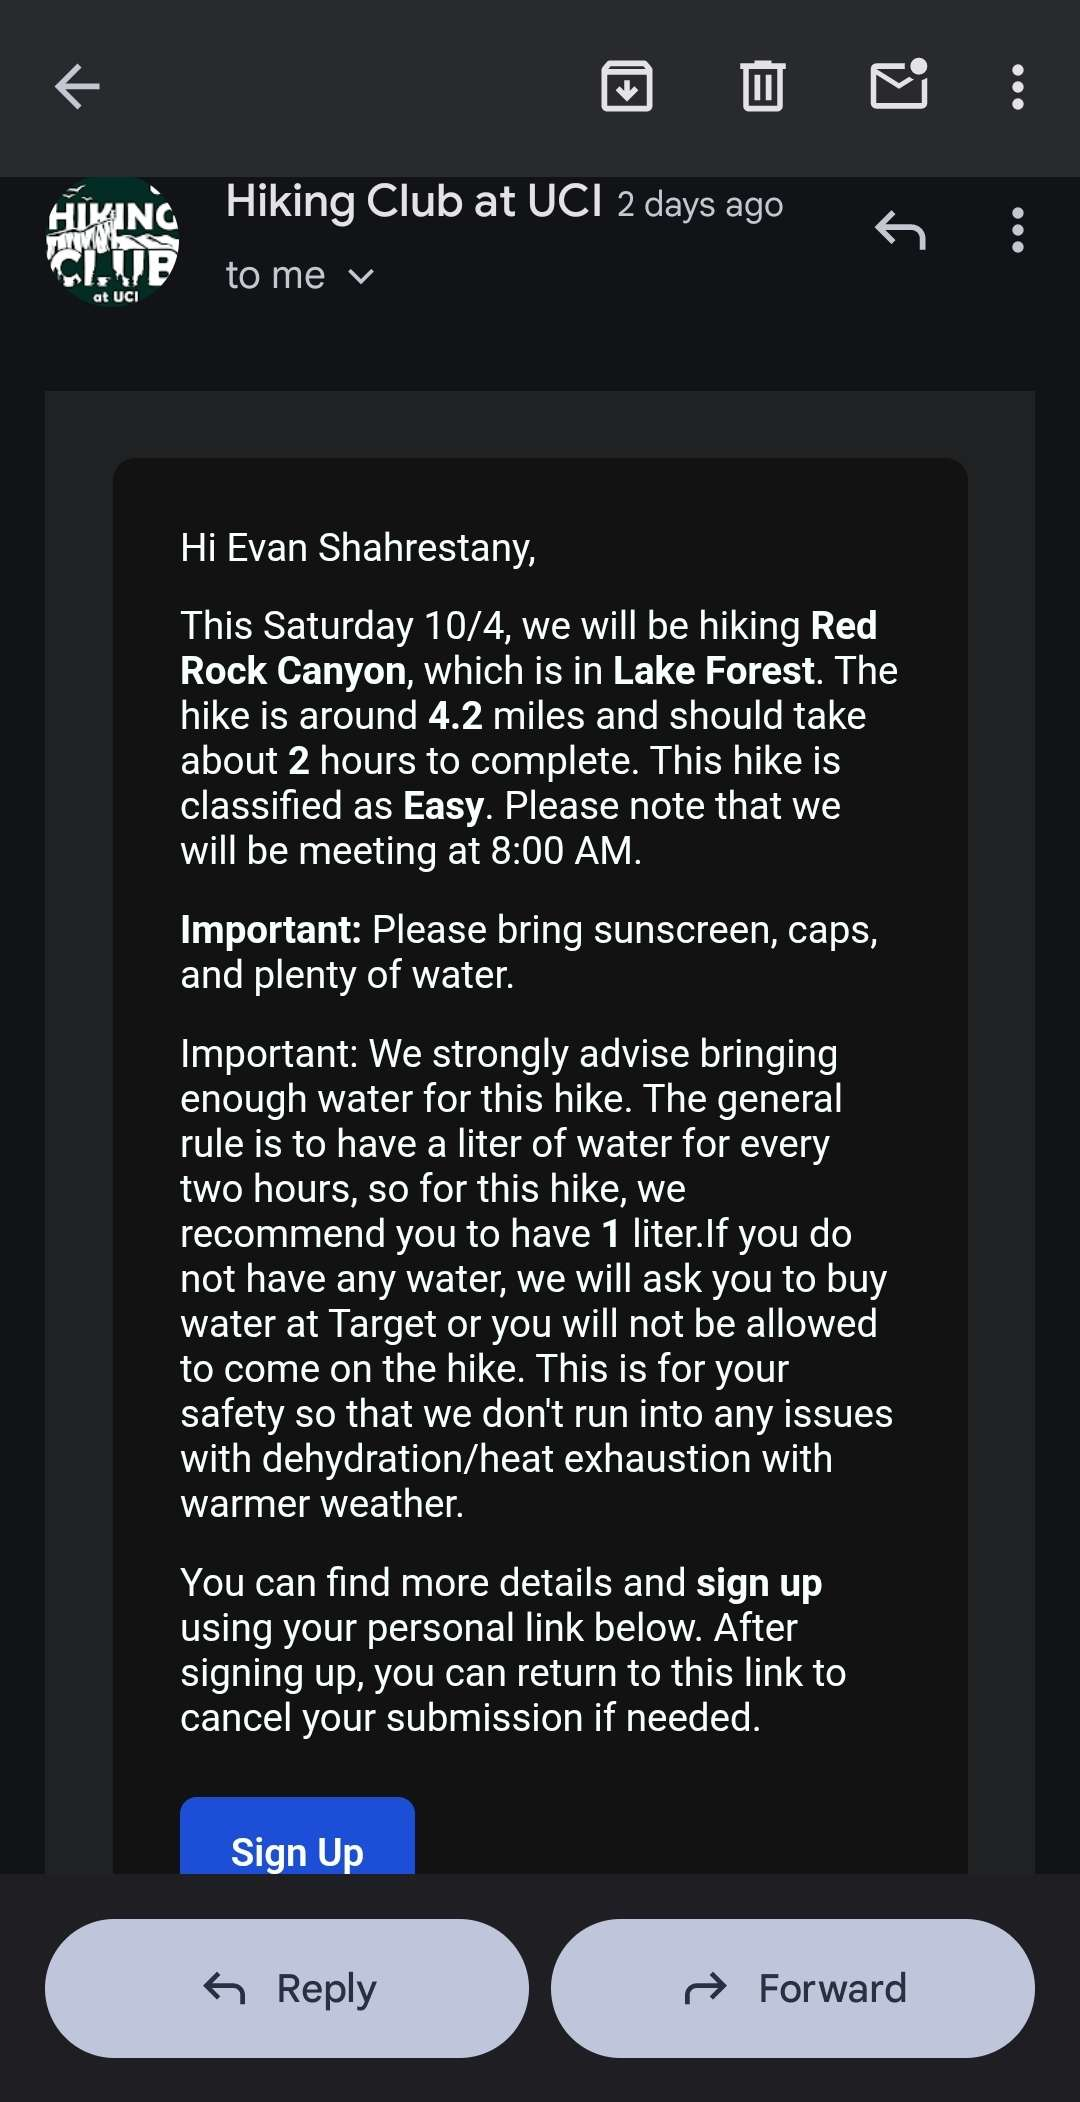 HIKING
CLUB
at UCI
Hiking Club at UCI 2 days ago
to me
Hi Evan Shahrestany,
This Saturday 10/4, we will be hiking Red
Rock Canyon, which is in Lake Forest. The
hike is around 4.2 miles and should take
about 2 hours to complete. This hike is
classified as Easy. Please note that we
will be meeting at 8:00 AM.
Important: Please bring sunscreen, caps,
and plenty of water.
Important: We strongly advise bringing
enough water for this hike. The general
rule is to have a liter of water for every
two hours, so for this hike, we
recommend you to have 1 liter.If you do
not have any water, we will ask you to buy
water at Target or you will not be allowed
to come on the hike. This is for your
safety so that we don't run into any issues
with dehydration/heat exhaustion with
warmer weather.
You can find more details and sign up
using your personal link below. After
signing up, you can return to this link to
cancel your submission if needed.
Sign Up
Reply
Forward